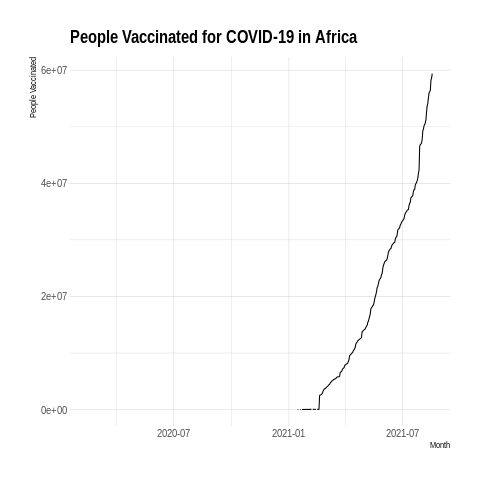 People Vaccinated for COVID-19 in Africa
People Vaccinated
6e+07
4e+07
2e+07
0e+00
2020-07 2021-01 2021-07
Month